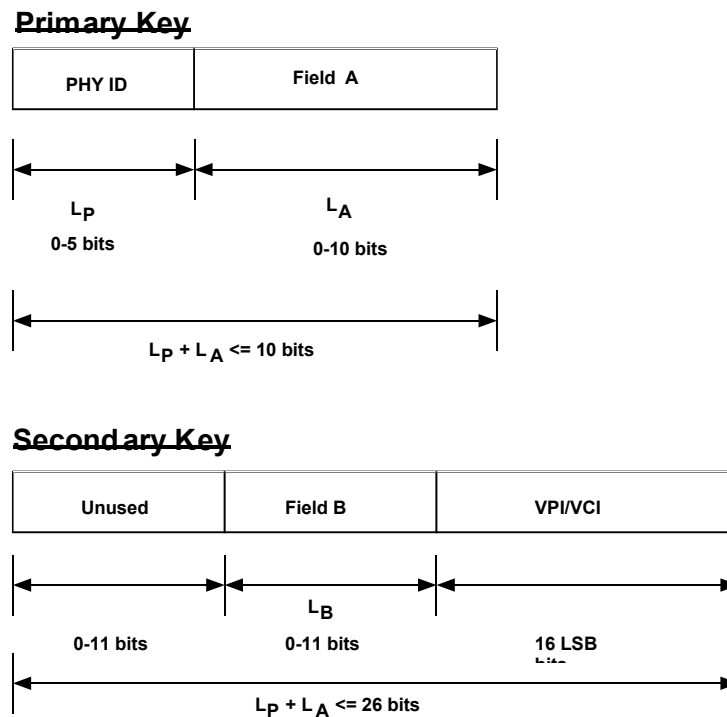 Primary Key
PHY ID Field A
LP LA
0-5 bits 0-10 bits
LP + LA <= 10 bits
Secondary Key
Unused Field B VPI/VCI
LB
0-11 bits 0-11 bits 16 LSB
bits
LP + LA <= 26 bits